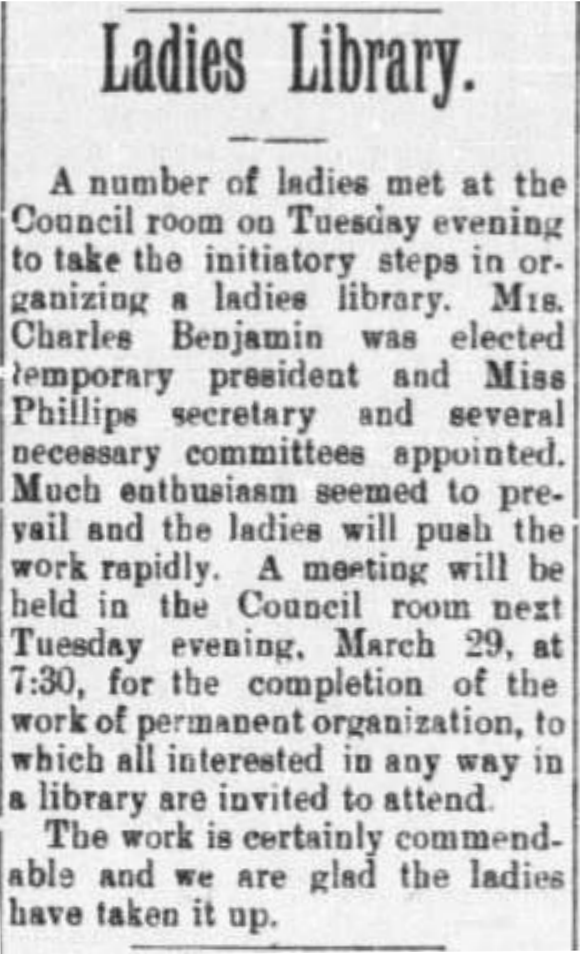 Ladies Library.
A number of ladies met at the
Council room on Tuesday evening
to take the initiatory steps in or-
ganizing a ladies library. Mrs.
Charles Benjamin was elected
temporary president and Miss
Phillips secretary and several
necessary committees appointed.
Much enthusiasm seemed to pre-
vail and the ladies will push the
work rapidly. A meeting will be
held in the Council room next
Tuesday evening, March 29, at
7:30, for the completion of the
work of permanent organization, to
which all interested in any way in
a library are invited to attend.
The work is certainly commend-
able and we are glad the ladies
have taken it up.